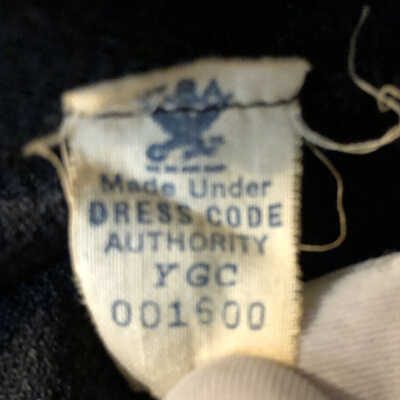 Made Under
DRESS CODE
AUTHORITY
YGC
001600